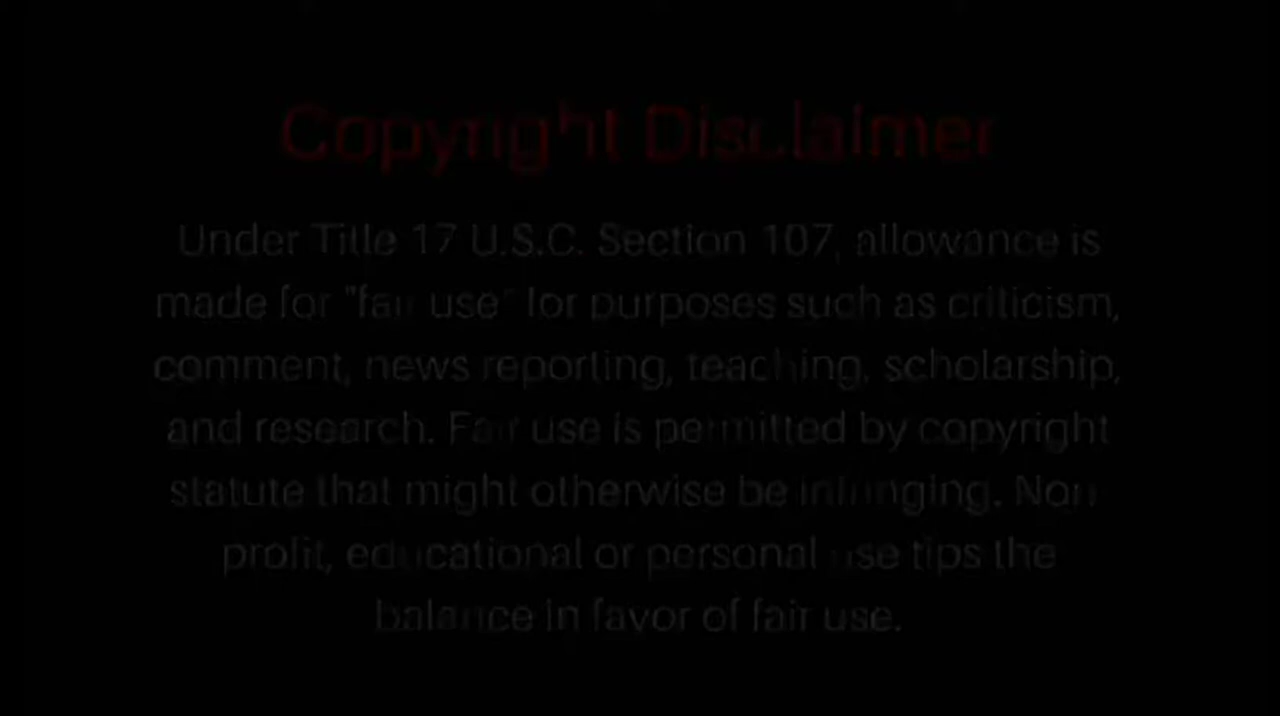 Copyright Disclaimer
Under Title 17 U.S.C. Section 107, allowance is
made for "fair use" for purposes such as criticism,
comment, news reporting, teaching, scholarship,
and research. Fair use is permitted by copyright
statute that might otherwise be infringing. Non
profit, educational or personal use tips the
balance in favor of fair use.